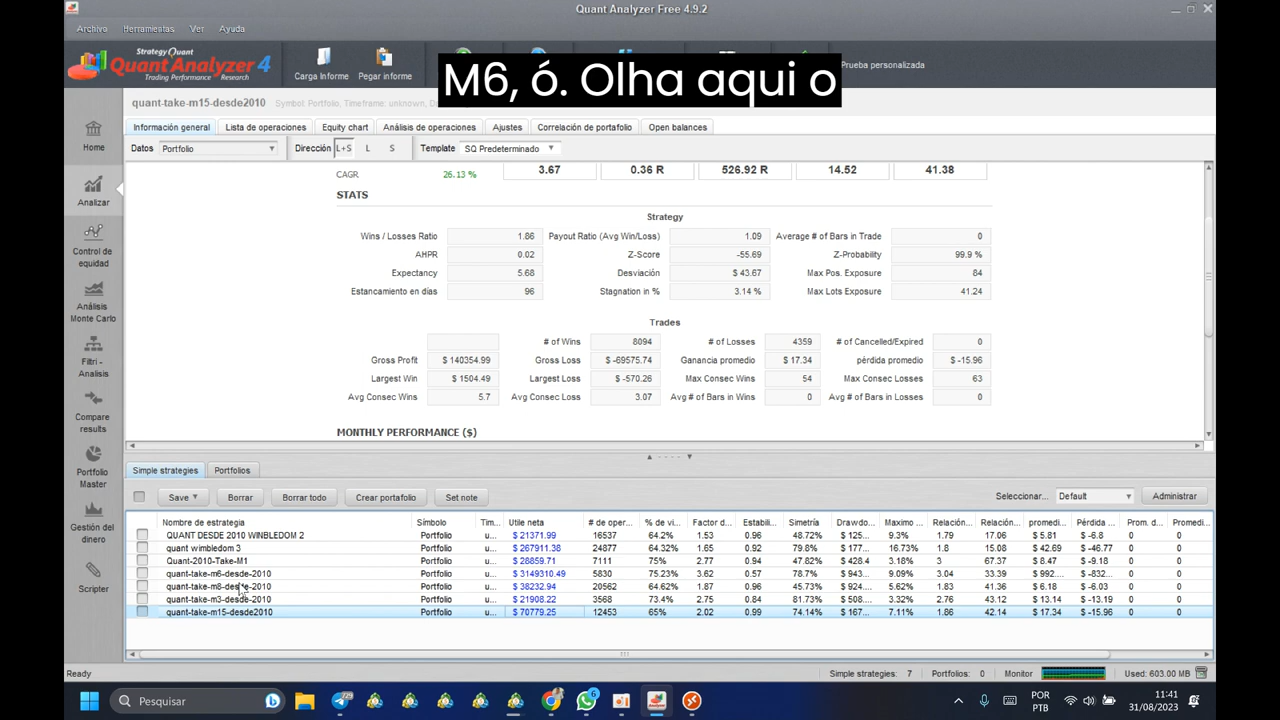 Quant Analyzer Free 4.9.2
Archivo Herramientas Ver Ayuda
Strategy Quant
Quant Analyzer 4
Trading Performance Research
Carga Informe Pegar informe
Prueba personalizada
M6, ó. Olha aqui o
quant-take-m15-desde2010 Symbol: Portfolio, Timeframe: unknown,
Información general Lista de operaciones Equity chart Análisis de operaciones Ajustes Correlación de portafolio Open balances
Datos Portfolio Dirección L+S L S Template SQ Predeterminado
CAGR 26.13 % 3.67 0.36 R 526.92 R 14.52 41.38
STATS
Strategy
Wins / Losses Ratio 1.86 Payout Ratio (Avg Win/Loss) 1.09 Average # of Bars in Trade 0
AHPR 0.02 Z-Score -55.69 Z-Probability 99.9 %
Expectancy 5.68 Desviación $ 43.67 Max Pos. Exposure 84
Estancamiento en días 96 Stagnation in % 3.14 % Max Lots Exposure 41.24
Trades
# of Wins 8094 # of Losses 4359 # of Cancelled/Expired 0
Gross Profit $ 140354.99 Gross Loss $ -69575.74 Ganancia promedio $ 17.34 pérdida promedio $ -15.96
Largest Win $ 1504.49 Largest Loss $ -570.26 Max Consec Wins 54 Max Consec Losses 63
Avg Consec Wins 5.7 Avg Consec Loss 3.07 Avg # of Bars in Wins 0 Avg # of Bars in Losses 0
MONTHLY PERFORMANCE ($)
Home
Analizar
Control de
equidad
Análisis
Monte Carlo
Filtri -
Analisis
Compare
results
Portfolio
Master
Gestión del
dinero
Scripter
Simple strategies Portfolios
Save Borrar Borrar todo Crear portafolio Set note Seleccionar... Default Administrar
Nombre de estrategia Símbolo Tim... Utile neta # de oper... % de vi... Factor d... Estabili... Simetría Drawdo... Maximo ... Relación... Relación... promedi... Pérdida ... Prom. d... Promedi...
QUANT DESDE 2010 WINBLEDOM 2 Portfolio u... $ 21371.99 16537 64.2% 1.53 0.96 48.72% $ 125... 9.3% 1.79 17.06 $ 5.81 $ -6.8 0 0
quant wimbledom 3 Portfolio u... $ 267911.38 24877 64.32% 1.65 0.92 79.8% $ 177... 16.73% 1.8 15.08 $ 42.69 $ -46.77 0 0
Quant-2010-Take-M1 Portfolio u... $ 28859.71 7111 75% 2.77 0.94 47.82% $ 428.4 3.18% 3 67.37 $ 8.47 $ -9.18 0 0
quant-take-m6-desde-2010 Portfolio u... $ 3149310.49 5830 75.23% 3.62 0.57 78.7% $ 943... 9.09% 3.04 33.39 $ 992.... $ -832... 0 0
quant-take-m8-desde-2010 Portfolio u... $ 38232.94 20562 64.62% 1.87 0.96 45.73% $ 924... 5.62% 1.83 41.36 $ 6.18 $ -6.03 0 0
quant-take-m3-desde-2010 Portfolio u... $ 21908.22 3568 73.4% 2.75 0.84 81.73% $ 508.... 3.32% 2.76 43.12 $ 13.14 $ -13.19 0 0
quant-take-m15-desde2010 Portfolio u... $ 70779.25 12453 65% 2.02 0.99 74.14% $ 167... 7.11% 1.86 42.14 $ 17.34 $ -15.96 0 0
Ready Simple strategies: 7 Portfolios: 0 Monitor Used: 603.00 MB
Pesquisar
POR
PTB
11:41
31/08/2023